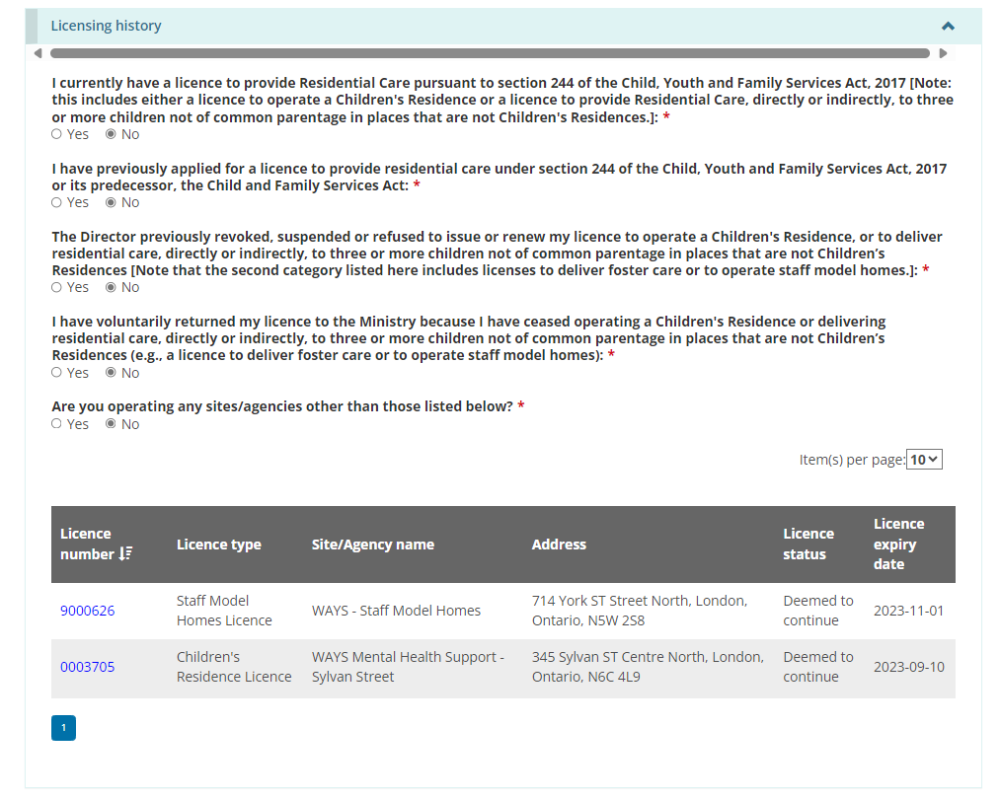 Licensing history
I currently have a licence to provide Residential Care pursuant to section 244 of the Child, Youth and Family Services Act, 2017 [Note:
this includes either a licence to operate a Children's Residence or a licence to provide Residential Care, directly or indirectly, to three
or more children not of common parentage in places that are not Children's Residences.]: *
Yes No
I have previously applied for a licence to provide residential care under section 244 of the Child, Youth and Family Services Act, 2017
or its predecessor, the Child and Family Services Act: *
Yes No
The Director previously revoked, suspended or refused to issue or renew my licence to operate a Children's Residence, or to deliver
residential care, directly or indirectly, to three or more children not of common parentage in places that are not Children’s
Residences [Note that the second category listed here includes licenses to deliver foster care or to operate staff model homes.]: *
Yes No
I have voluntarily returned my licence to the Ministry because I have ceased operating a Children's Residence or delivering
residential care, directly or indirectly, to three or more children not of common parentage in places that are not Children’s
Residences (e.g., a licence to deliver foster care or to operate staff model homes): *
Yes No
Are you operating any sites/agencies other than those listed below? *
Yes No
Item(s) per page: 10
Licence
number
Licence type
Site/Agency name
Address
Licence
status
Licence
expiry
date
9000626
Staff Model
Homes Licence
WAYS - Staff Model Homes
714 York ST Street North, London,
Ontario, N5W 2S8
Deemed to
continue
2023-11-01
0003705
Children's
Residence Licence
WAYS Mental Health Support -
Sylvan Street
345 Sylvan ST Centre North, London,
Ontario, N6C 4L9
Deemed to
continue
2023-09-10
1